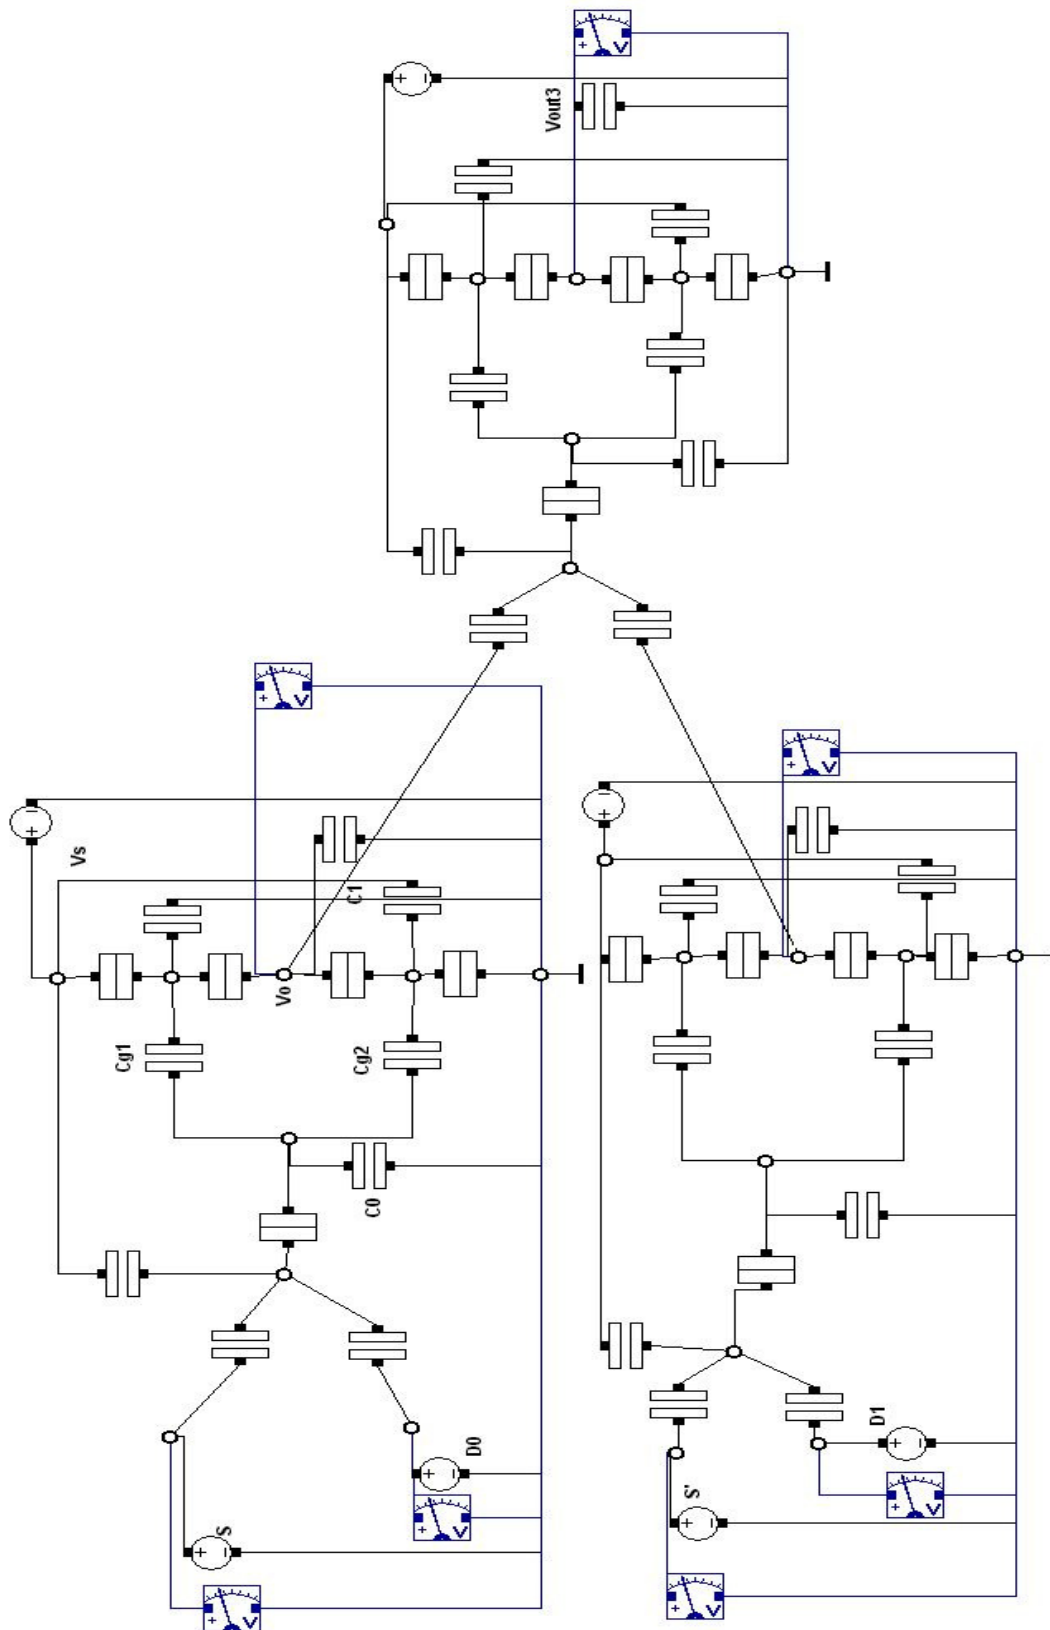 Vout3
Vs
C1
Vo
Cg1
Cg2
C0
D0
S
D1
S'
+ V
+ V
+ V
+ V
+ V
+ V
+ V
+ −
+ −
+ −
+ −
+ −
+ −
+ −